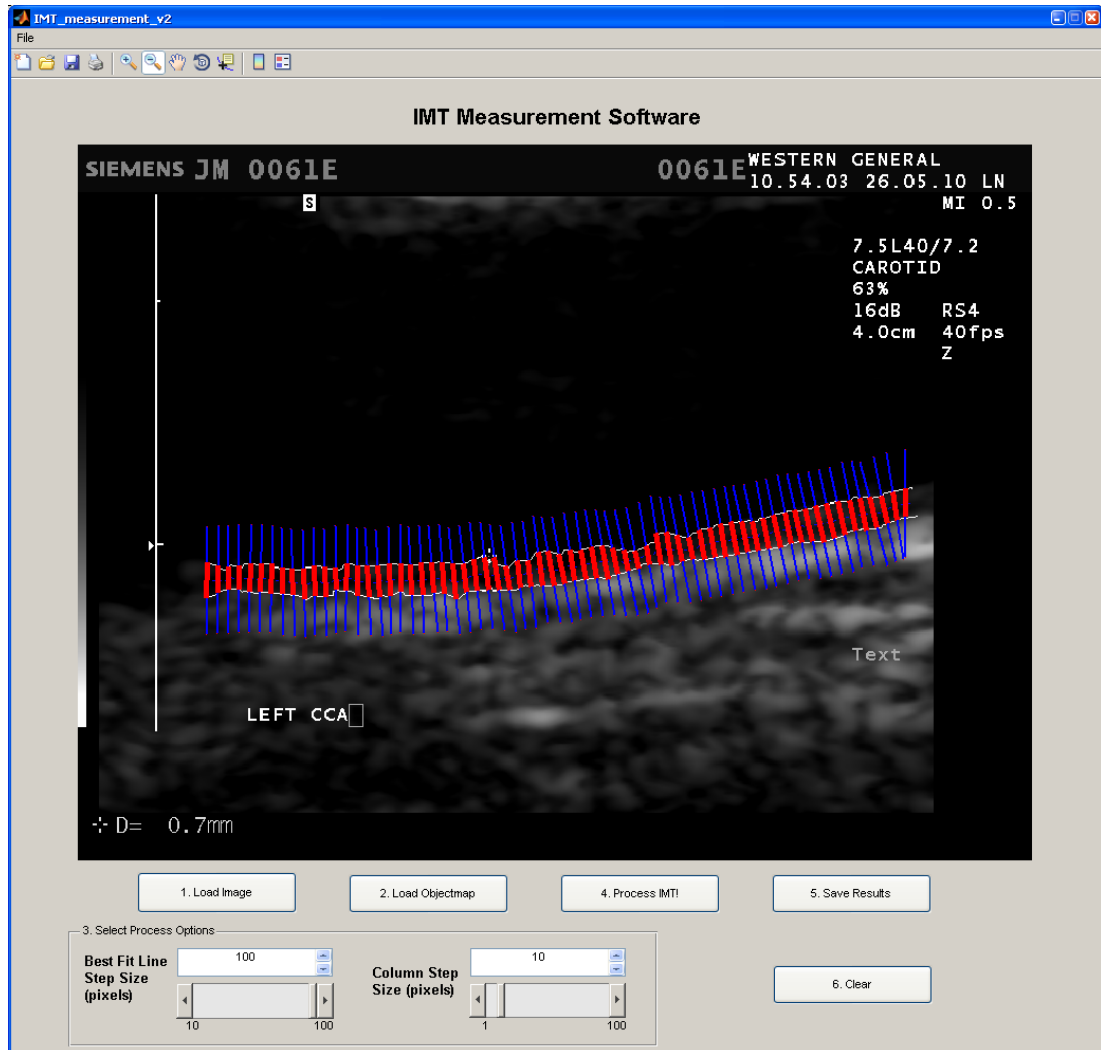 IMT_measurement_v2
File
IMT Measurement Software
SIEMENS JM 0061E 0061E WESTERN GENERAL
10.54.03 26.05.10 LN
MI 0.5
S
7.5L40/7.2
CAROTID
63%
16dB RS4
4.0cm 40fps
Z
Text
LEFT CCA
D= 0.7mm
1. Load Image 2. Load Objectmap 4. Process IMT! 5. Save Results
3. Select Process Options
Best Fit Line Step Size (pixels) 100
10 100
Column Step Size (pixels) 10
1 100
6. Clear